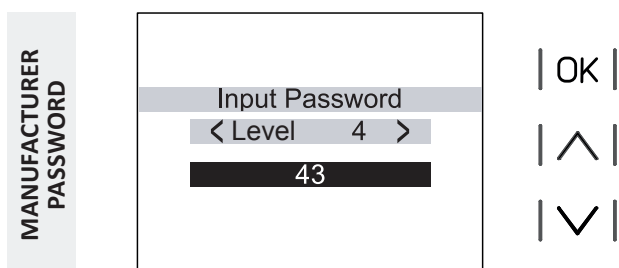 MANUFACTURER
PASSWORD
Input Password
< Level 4 >
43
OK